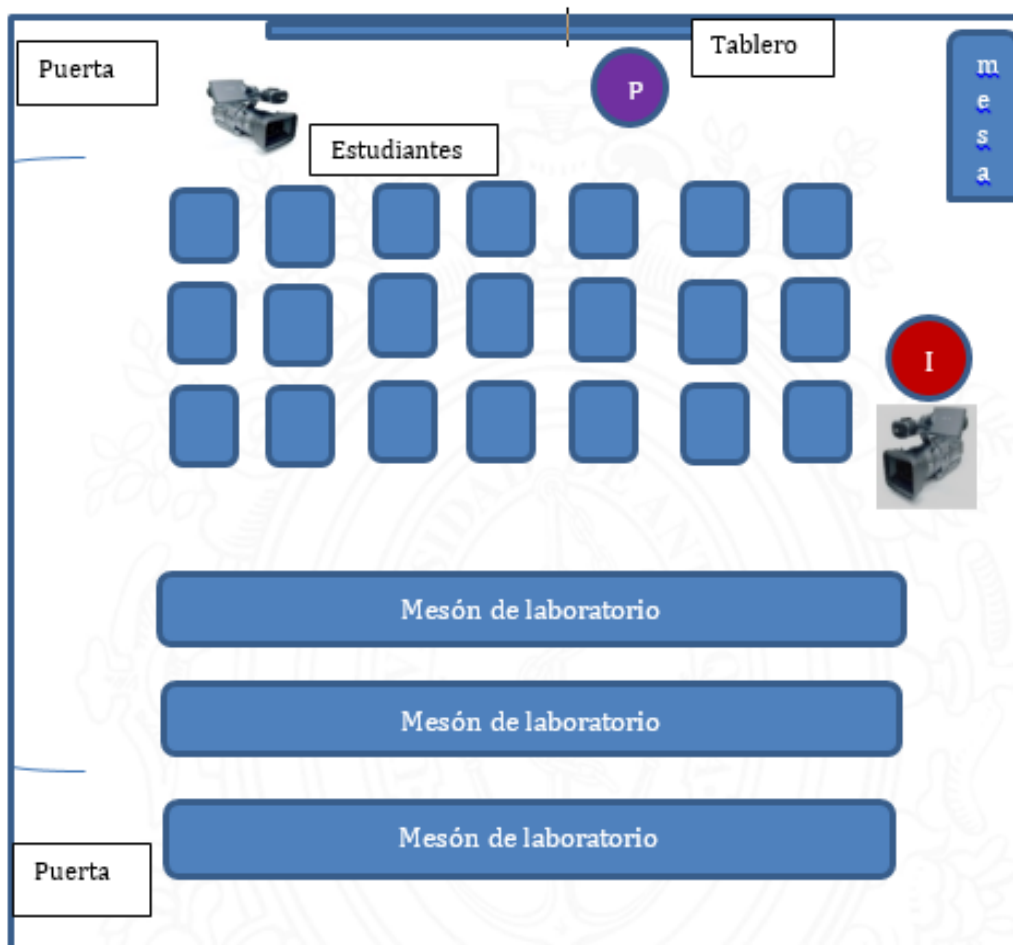 Puerta
Tablero
P
m
e
s
a
Estudiantes
I
Mesón de laboratorio
Mesón de laboratorio
Mesón de laboratorio
Puerta